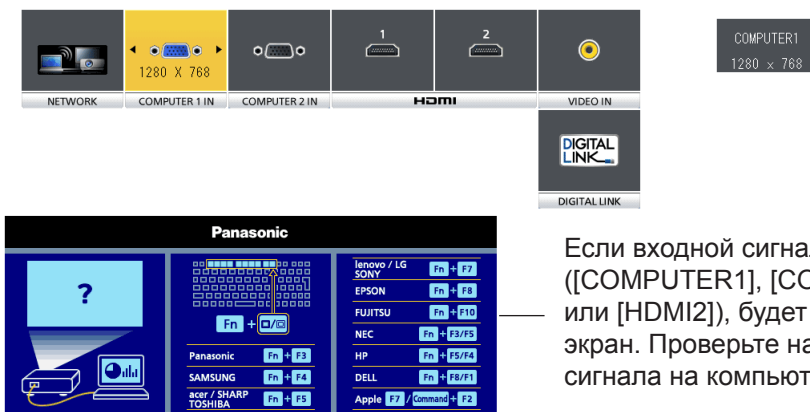 1 2 COMPUTER1
1280 X 768 1280 x 768
NETWORK COMPUTER 1 IN COMPUTER 2 IN HDMI VIDEO IN
DIGITAL
LINK
DIGITAL LINK
Panasonic
?
Fn +
Panasonic Fn + F3
SAMSUNG Fn + F4
acer / SHARP
TOSHIBA Fn + F5
lenovo / LG
SONY Fn + F7
EPSON Fn + F8
FUJITSU Fn + F10
NEC Fn + F3/F5
HP Fn + F5/F4
DELL Fn + F8/F1
Apple F7 / Command + F2
Если входной сигна
([COMPUTER1], [CO
или [HDMI2]), будет
экран. Проверьте на
сигнала на компьют